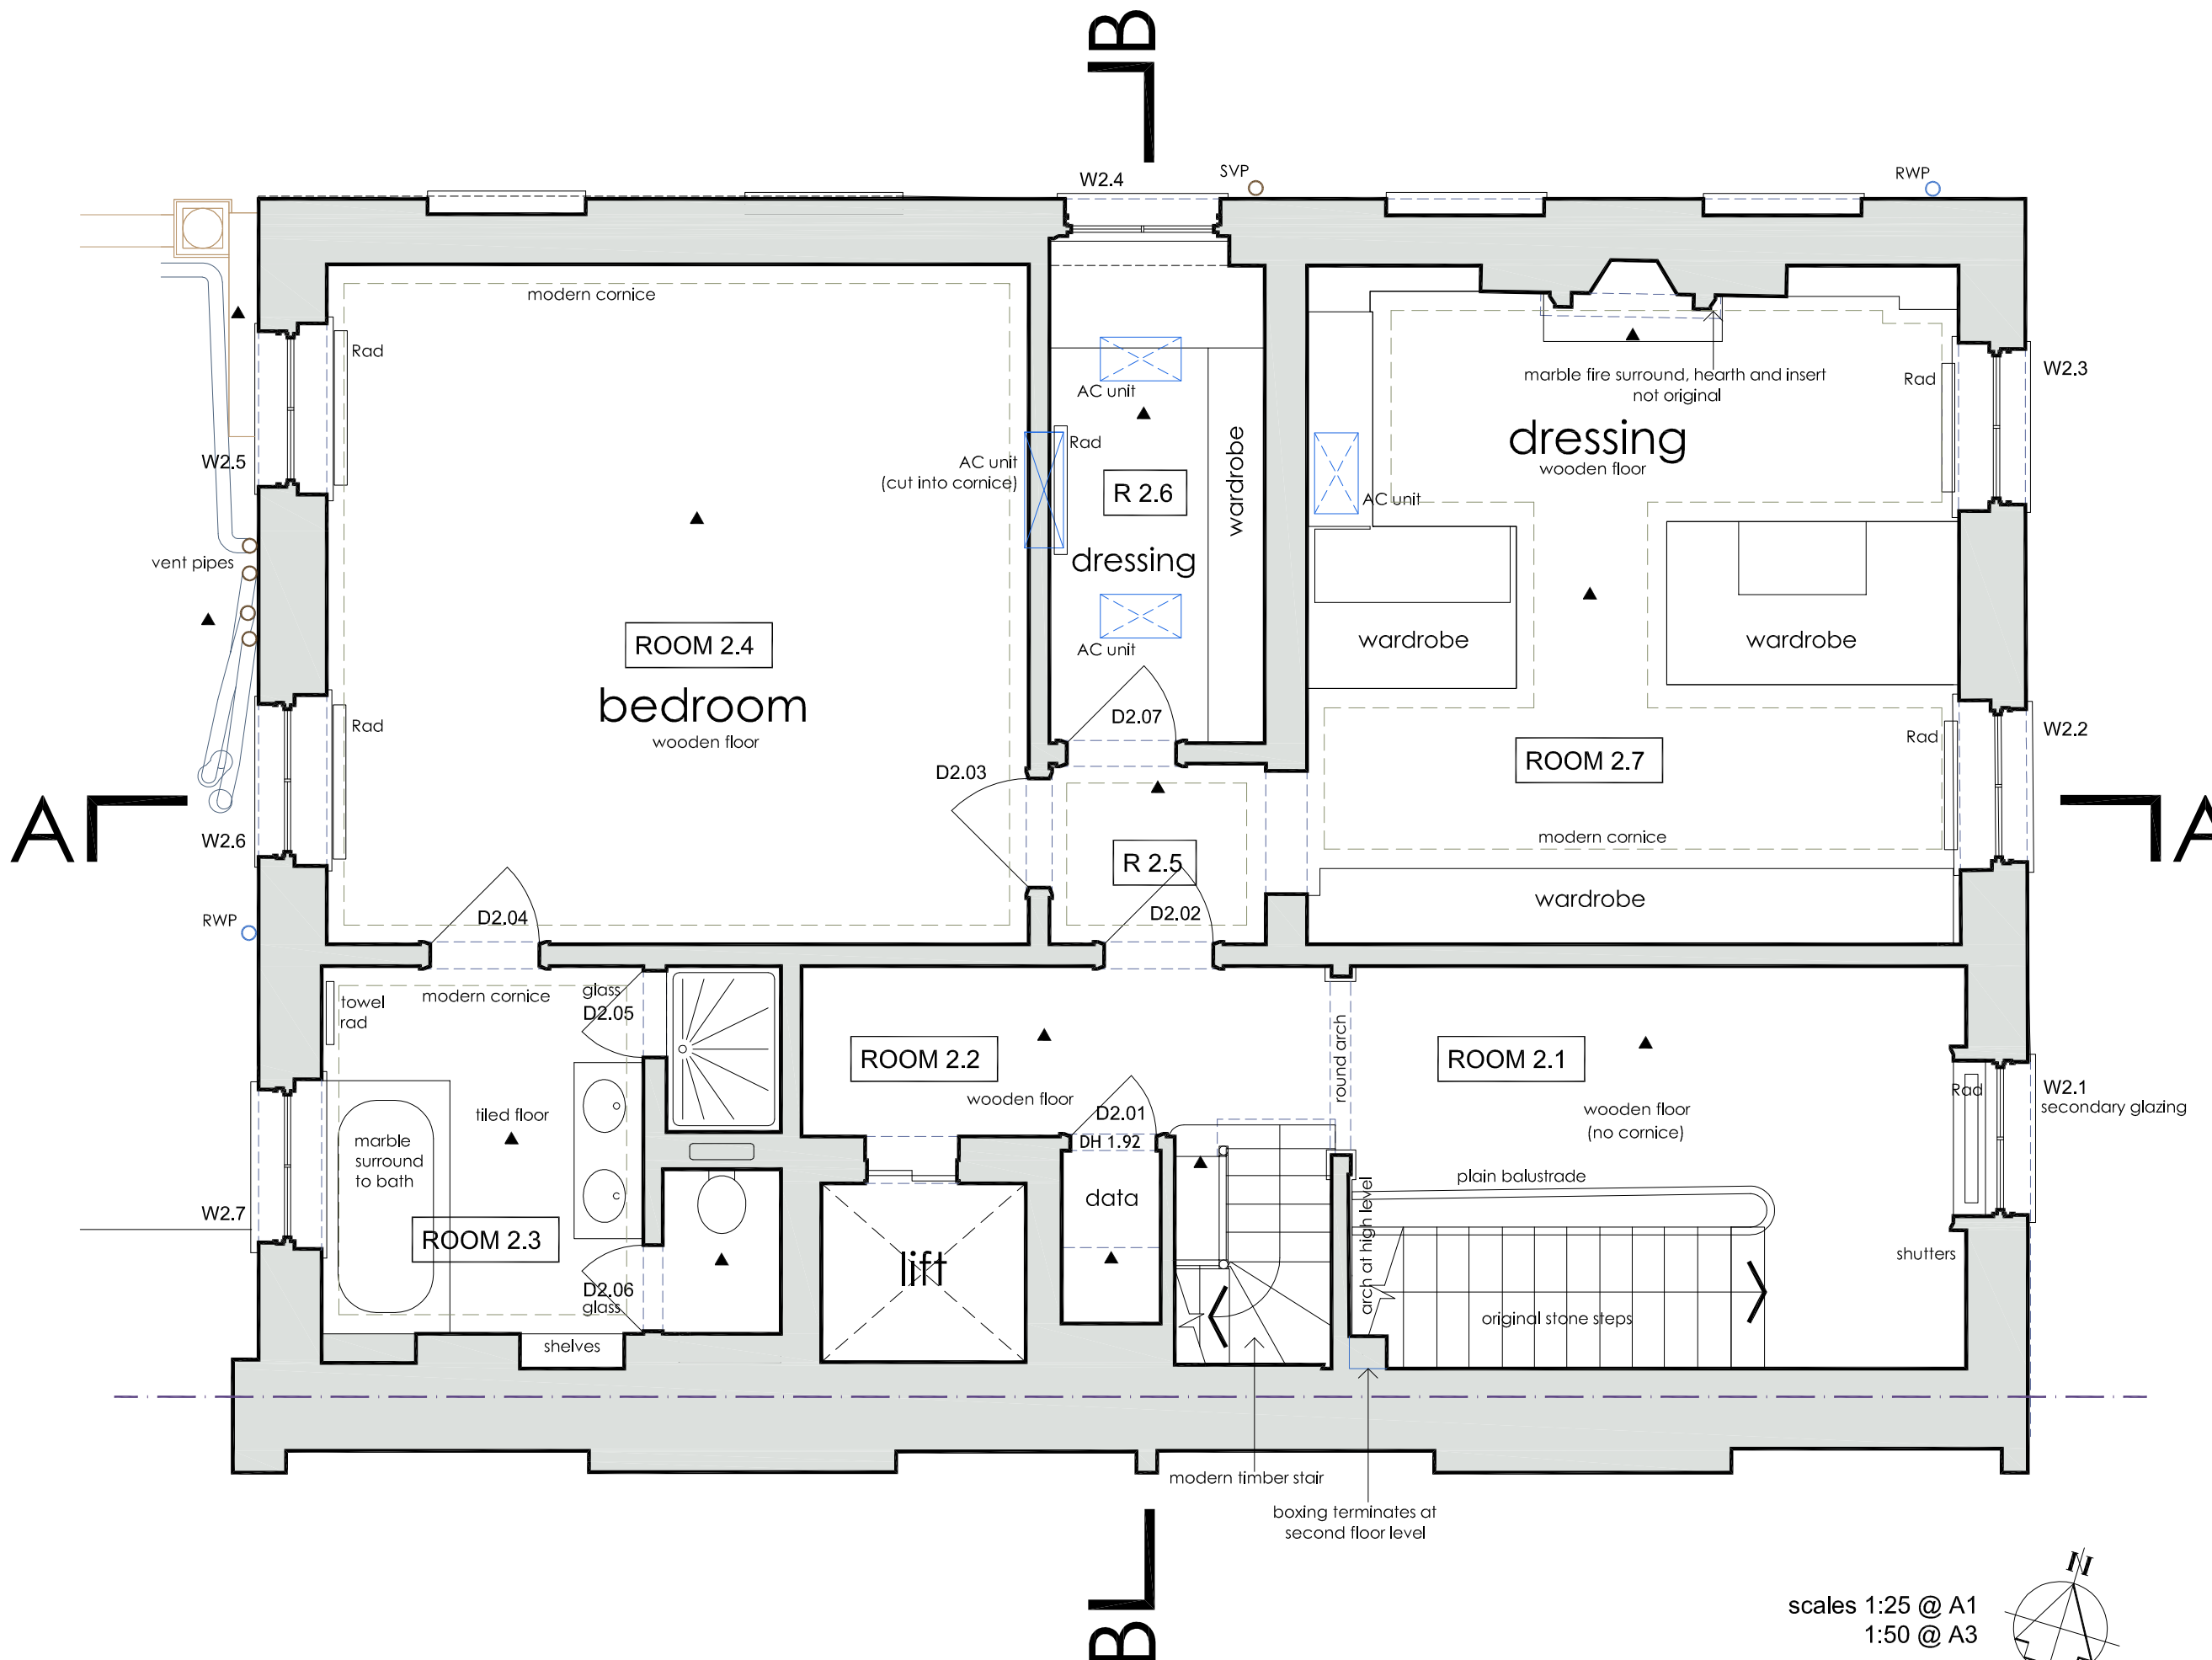 B
W2.4
SVP
RWP
modern cornice
Rad
AC unit
Rad
AC unit
(cut into cornice)
R 2.6
wardrobe
dressing
AC unit
marble fire surround, hearth and insert
not original
Rad
W2.3
dressing
wooden floor
AC unit
W2.5
vent pipes
ROOM 2.4
bedroom
wooden floor
Rad
wardrobe
wardrobe
D2.07
D2.03
ROOM 2.7
Rad
W2.2
modern cornice
wardrobe
A
A
W2.6
RWP
R 2.5
D2.02
D2.04
towel
rad
modern cornice
glass
D2.05
ROOM 2.2
wooden floor
round arch
ROOM 2.1
wooden floor
(no cornice)
Rad
W2.1
secondary glazing
tiled floor
marble
surround
to bath
D2.01
DH 1.92
data
plain balustrade
arch at high level
W2.7
ROOM 2.3
lift
D2.06
glass
shelves
shutters
original stone steps
modern timber stair
boxing terminates at
second floor level
B
N
scales 1:25 @ A1
1:50 @ A3